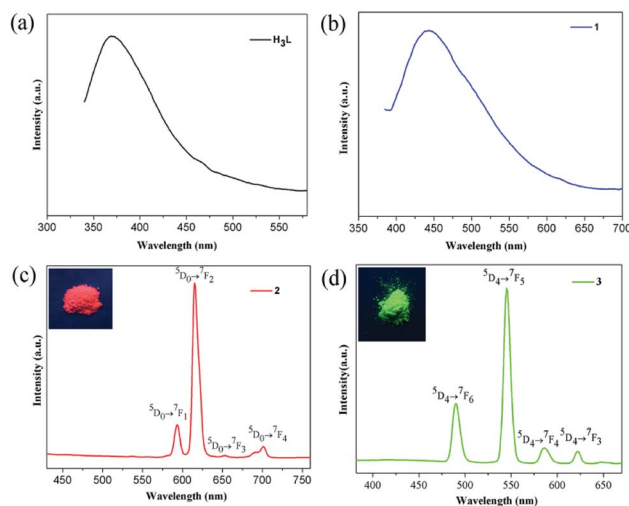 (a)
H₃L
Intensity (a.u.)
300 350 400 450 500 550
Wavelength (nm)
(b)
1
Intensity (a.u.)
350 400 450 500 550 600 650 700
Wavelength (nm)
(c)
⁵D₀→⁷F₂
2
⁵D₀→⁷F₁
⁵D₀→⁷F₃
⁵D₀→⁷F₄
Intensity (a.u.)
450 500 550 600 650 700 750
Wavelength (nm)
(d)
⁵D₄→⁷F₅
3
⁵D₄→⁷F₆
⁵D₄→⁷F₄
⁵D₄→⁷F₃
Intensity(a.u.)
400 450 500 550 600 650
Wavelength (nm)